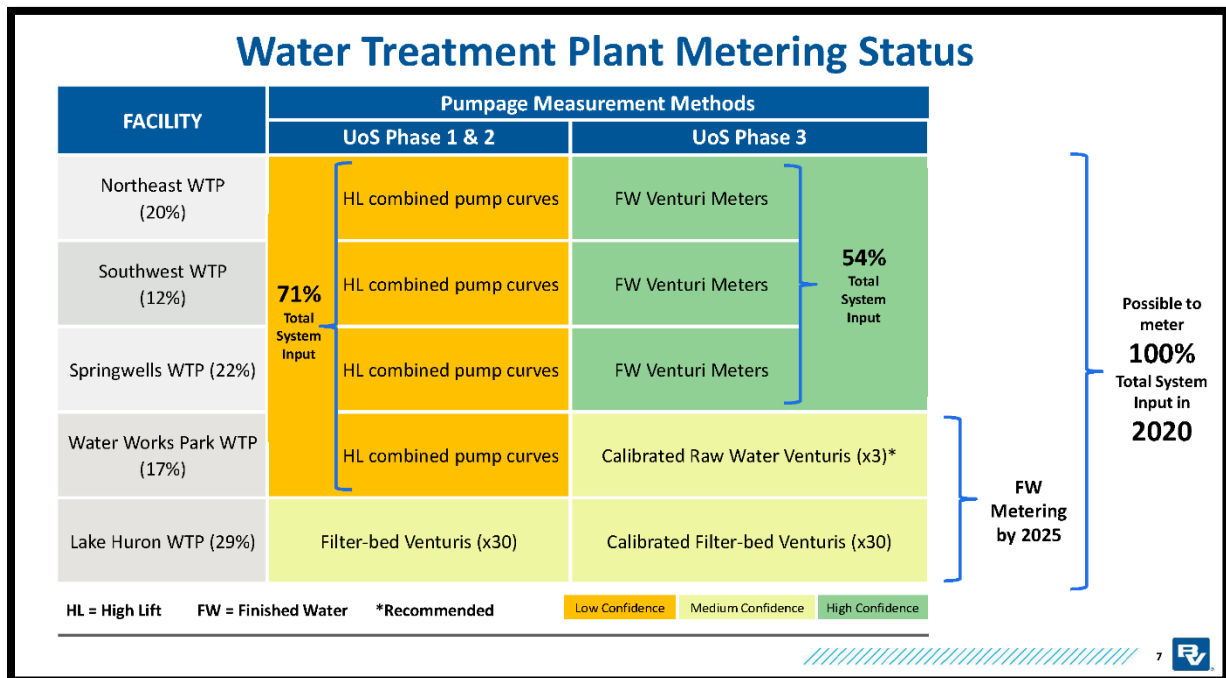 Water Treatment Plant Metering Status
FACILITY
Pumpage Measurement Methods
UoS Phase 1 & 2
UoS Phase 3
Northeast WTP
(20%)
HL combined pump curves
FW Venturi Meters
Southwest WTP
(12%)
HL combined pump curves
FW Venturi Meters
Springwells WTP (22%)
HL combined pump curves
FW Venturi Meters
Water Works Park WTP
(17%)
HL combined pump curves
Calibrated Raw Water Venturis (x3)*
Lake Huron WTP (29%)
Filter-bed Venturis (x30)
Calibrated Filter-bed Venturis (x30)
71%
Total
System
Input
54%
Total
System
Input
FW
Metering
by 2025
Possible to
meter
100%
Total System
Input in
2020
HL = High Lift
FW = Finished Water
*Recommended
Low Confidence
Medium Confidence
High Confidence
7
BV